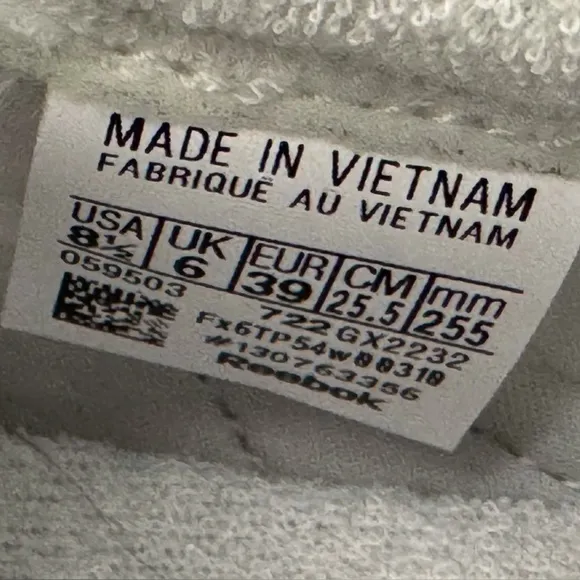 MADE IN VIETNAM
FABRIQUÉ AU VIETNAM
USA UK EUR CM mm
8½ 6 39 25.5 255
059503 722 GX2232
Fx6TP54W00310
#130763356
Reebok